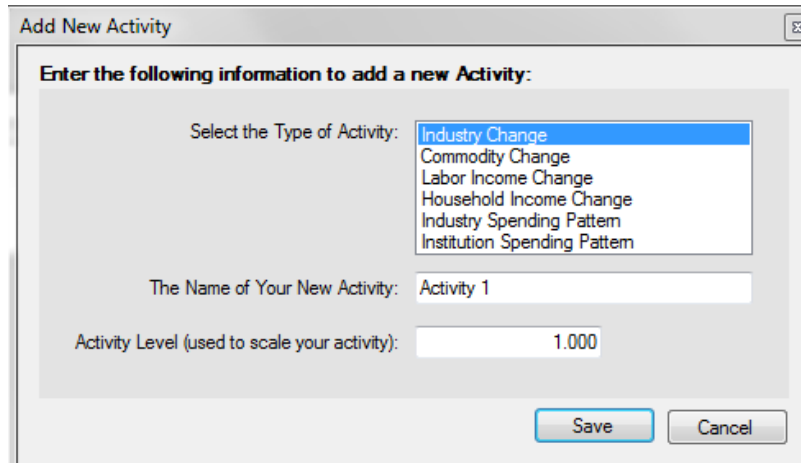 Add New Activity
Enter the following information to add a new Activity:
Select the Type of Activity:
Industry Change
Commodity Change
Labor Income Change
Household Income Change
Industry Spending Pattern
Institution Spending Pattern
The Name of Your New Activity: Activity 1
Activity Level (used to scale your activity): 1.000
Save Cancel